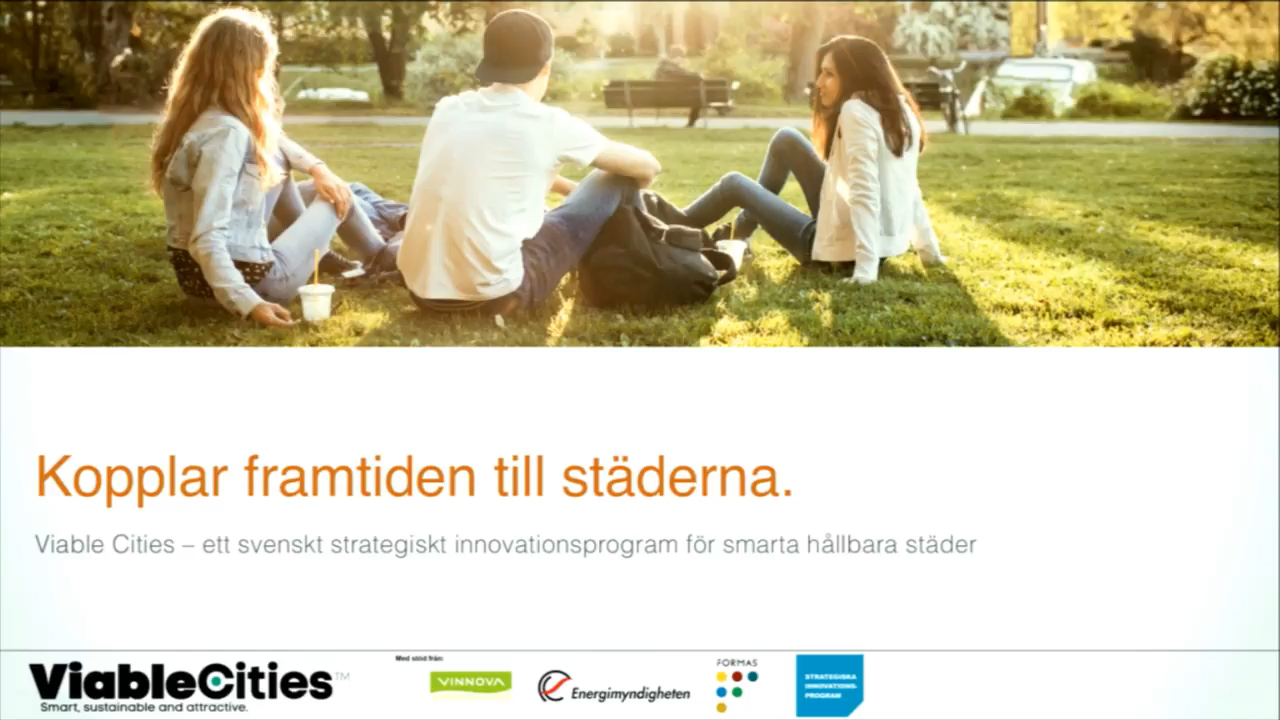 Kopplar framtiden till städerna.
Viable Cities – ett svenskt strategiskt innovationsprogram för smarta hållbara städer
Med stöd från:
ViableCities™
Smart, sustainable and attractive.
VINNOVA
Energimyndigheten
FORMAS
STRATEGISKA
INNOVATIONS-
PROGRAM